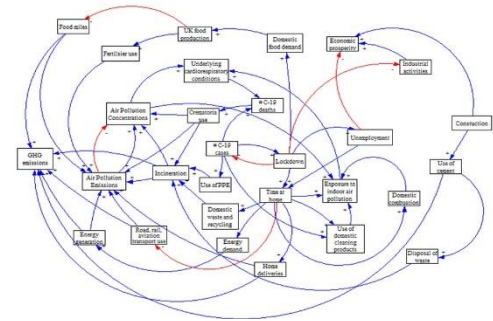 Food miles
UK food
production
Domestic
food demand
Economic
prosperity
Fertilisier use
Underlying
cardiorespiratory
conditions
Industrial
activities
Air Pollution
Concentrations
Crematoria
use
*C-19
deaths
Construction
Unemployment
*C-19
cases
Lockdown
GHG
emissions
Air Pollution
Emissions
Incineration
Use of PPE
Time at
home
Exposure to
indoor air
pollution
Domestic
combustion
Use of
cement
Domestic
waste and
recycling
Energy
generation
Road, rail,
aviation
transport use
Energy
demand
Use of
domestic
cleaning
products
Home
deliveries
Disposal of
waste